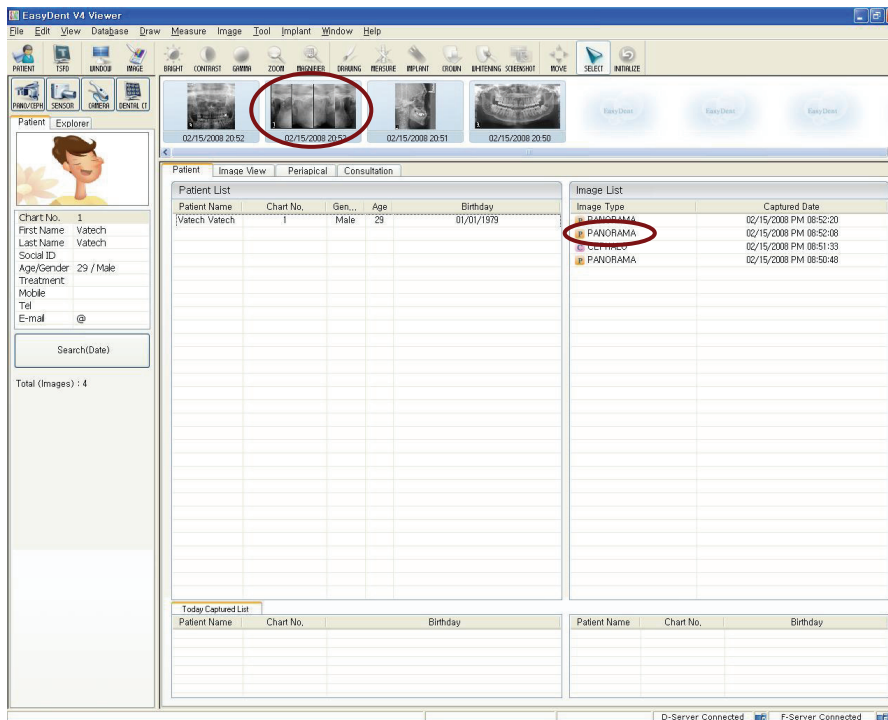 EasyDent V4 Viewer
File Edit View Database Draw Measure Image Tool Implant Window Help
PATIENT TSFD WINDOW IMAGE BRIGHT CONTRAST GAMMA ZOOM MAGNIFIER DRAWING MEASURE IMPLANT CROWN WHITENING SCREENSHOT MOVE SELECT INITIALIZE
PANO/CEPH SENSOR CAMERA DENTAL CT
Patient Explorer
EasyDent EasyDent EasyDent
02/15/2008 20:52 02/15/2008 20:52 02/15/2008 20:51 02/15/2008 20:50
Patient Image View Periapical Consultation
Patient List
Patient Name Chart No. Gen... Age Birthday
Vatech Vatech 1 Male 29 01/01/1979
Image List
Image Type Captured Date
P PANORAMA 02/15/2008 PM 08:52:20
P PANORAMA 02/15/2008 PM 08:52:08
C CEPHALO 02/15/2008 PM 08:51:33
P PANORAMA 02/15/2008 PM 08:50:48
Chart No. 1
First Name Vatech
Last Name Vatech
Social ID
Age/Gender 29 / Male
Treatment
Mobile
Tel
E-mail @
Search(Date)
Total (Images) : 4
Today Captured List
Patient Name Chart No. Birthday
Patient Name Chart No. Birthday
D-Server Connected F-Server Connected